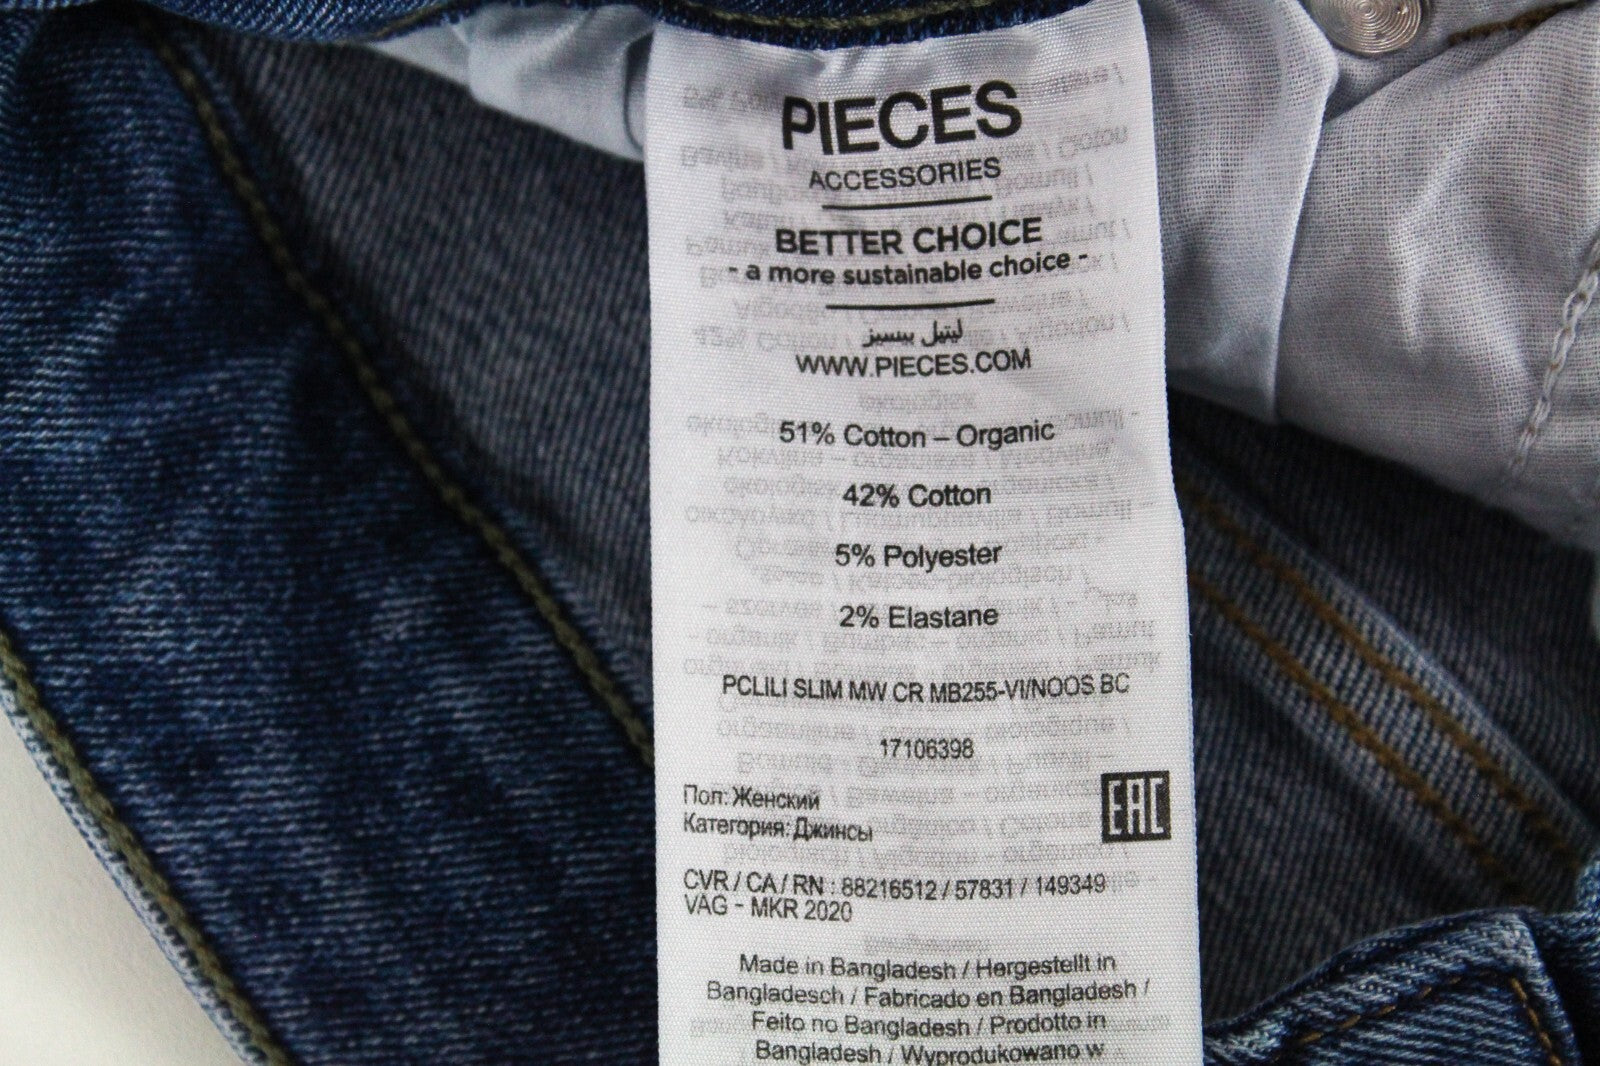 PIECES
ACCESSORIES
BETTER CHOICE
- a more sustainable choice -
ليتيل بيسيز
WWW.PIECES.COM
51% Cotton – Organic
42% Cotton
5% Polyester
2% Elastane
PCLILI SLIM MW CR MB255-VI/NOOS BC
17106398
Пол: Женский
Категория: Джинсы
EAC
CVR / CA / RN : 88216512 / 57831 / 149349
VAG - MKR 2020
Made in Bangladesh / Hergestellt in
Bangladesch / Fabricado en Bangladesh /
Feito no Bangladesh / Prodotto in
Bangladesh / Wyprodukowano w